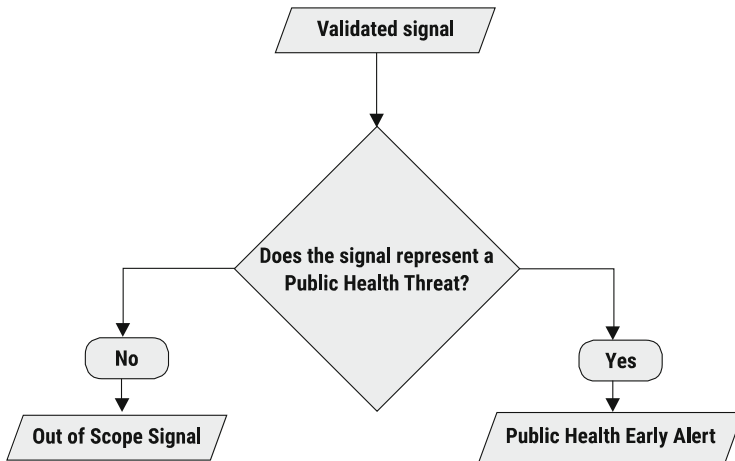 Validated signal
Does the signal represent a
Public Health Threat?
No
Yes
Out of Scope Signal
Public Health Early Alert